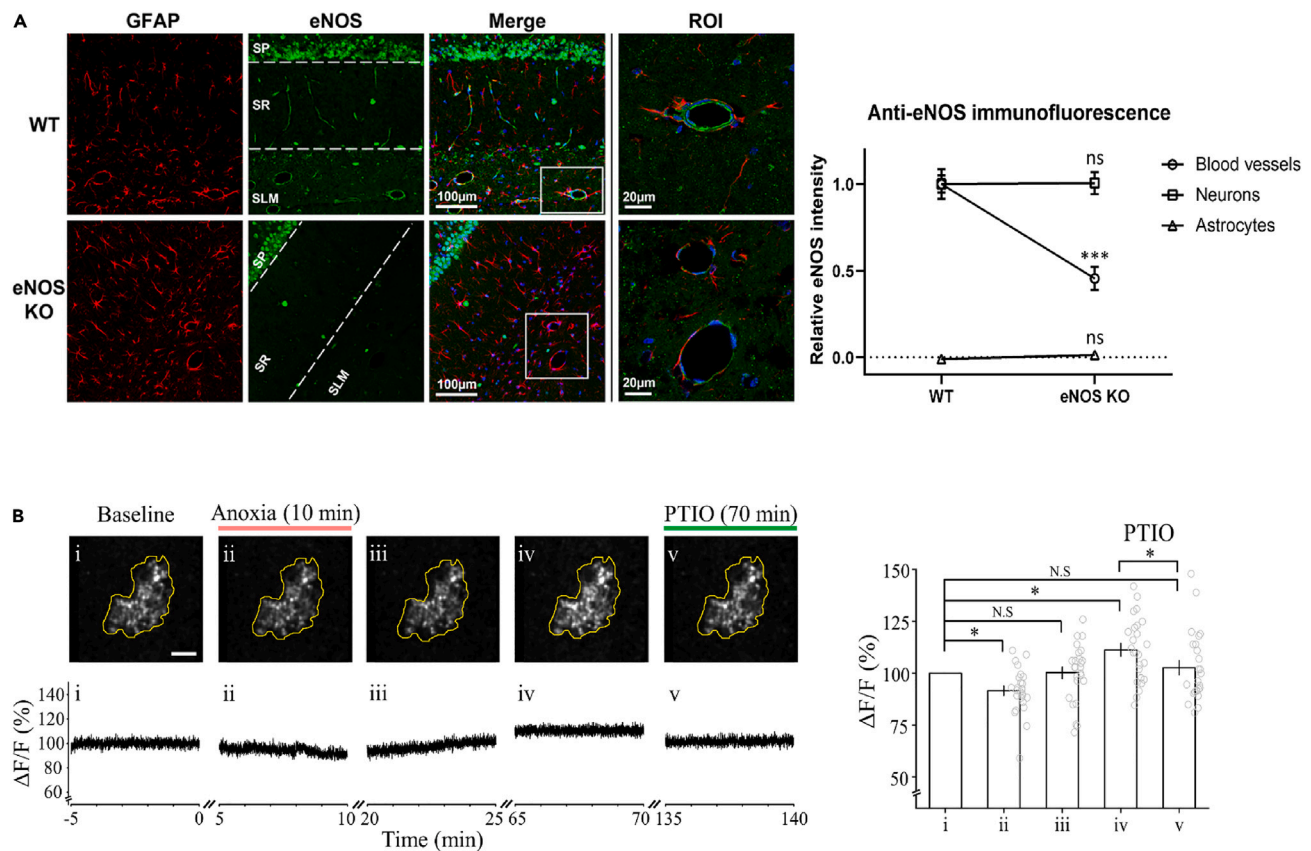 A
GFAP eNOS Merge ROI
WT
SP
SR
SLM
100µm
20µm
eNOS
KO
SP
SR
SLM
100µm
20µm
Anti-eNOS immunofluorescence
Relative eNOS intensity
1.0
0.5
0.0
ns
***
ns
WT eNOS KO
Blood vessels
Neurons
Astrocytes
B
Baseline Anoxia (10 min) PTIO (70 min)
i ii iii iv v
ΔF/F (%)
140
120
100
80
60
i ii iii iv v
-5 0 5 10 20 25 65 70 135 140
Time (min)
PTIO
*
N.S
*
N.S
*
ΔF/F (%)
150
125
100
75
50
i ii iii iv v